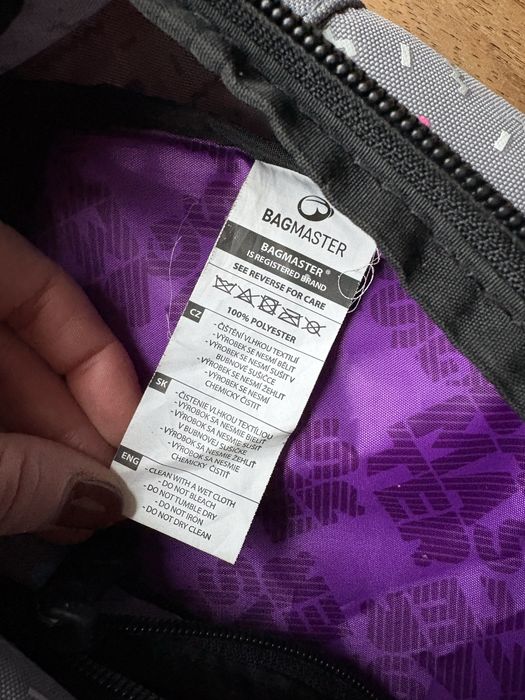 BAGMASTER
BAGMASTER®
IS REGISTERED BRAND
SEE REVERSE FOR CARE
100% POLYESTER
CZ
- ČIŠTĚNÍ VLHKOU TEXTILÍ
- VÝROBEK SE NESMÍ BĚLIT
- VÝROBEK SE NESMÍ SUŠIT V
BUBNOVÉ SUŠIČCE
- VÝROBEK SE NESMÍ ŽEHLIT
- VÝROBEK SE NESMÍ
CHEMICKY ČISTIT
SK
- ČISTENIE VLHKOU TEXTÍLIOU
- VÝROBOK SA NESMIE BIELIŤ
- VÝROBOK SA NESMIE SUŠIŤ
V BUBNOVEJ SUŠIČKE
- VÝROBOK SA NESMIE ŽEHLIŤ
- VÝROBOK SA NESMIE
CHEMICKY ČISTIŤ
ENG
- CLEAN WITH A WET CLOTH
- DO NOT BLEACH
- DO NOT TUMBLE DRY
- DO NOT IRON
- DO NOT DRY CLEAN